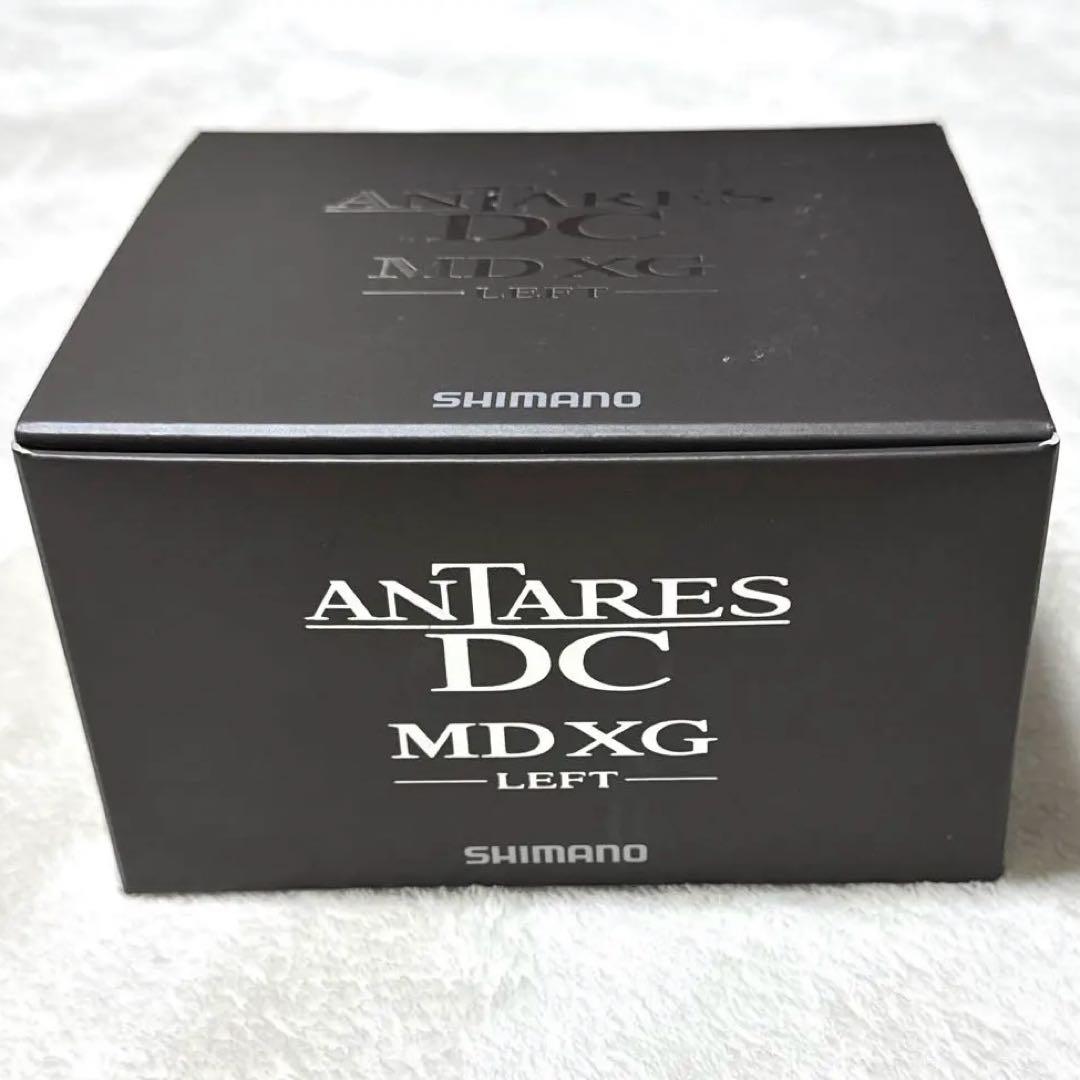 ANTARES
DC
MD XG
LEFT
SHIMANO
ANTARES
DC
MD XG
LEFT
SHIMANO